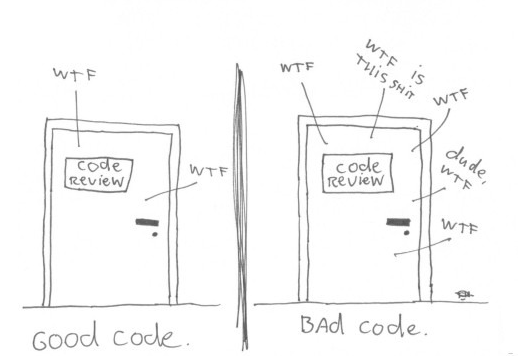 WTF
WTF
code
REVIEW
GOOD code.
WTF
WTF is
THIS SHIT
WTF
dude,
WTF
WTF
code
REVIEW
BAd code.